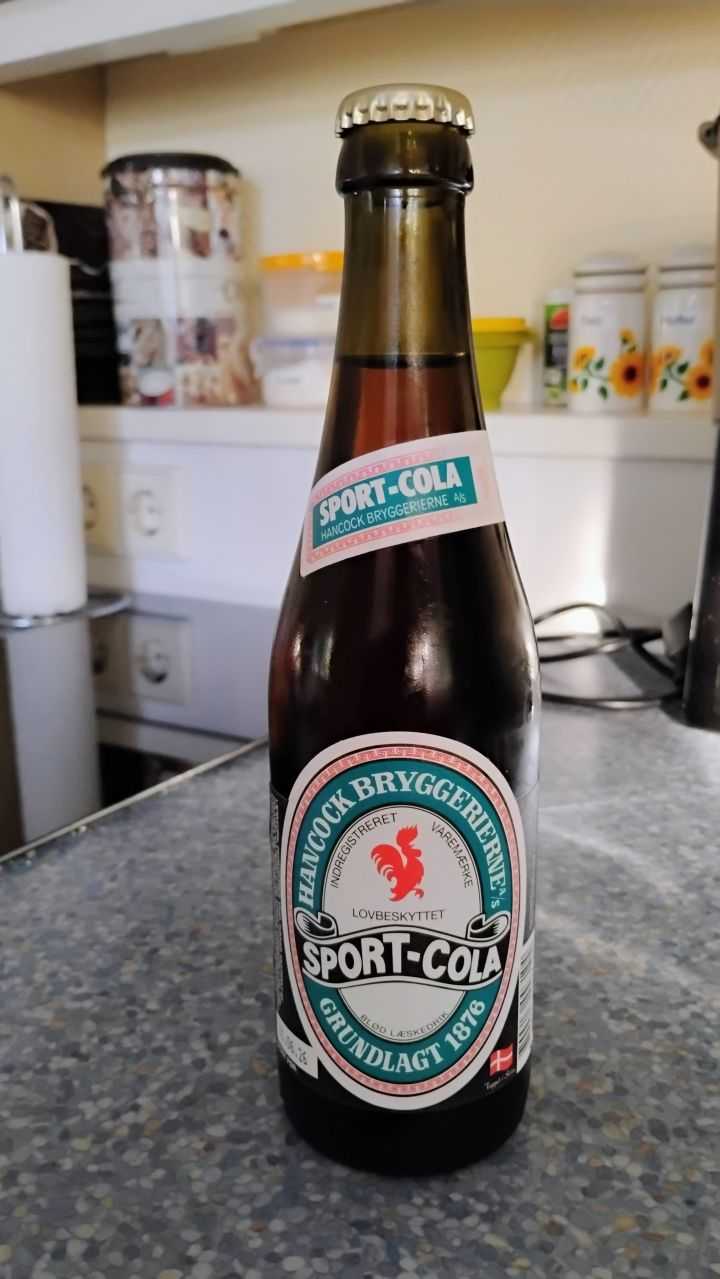 SPORT-COLA
HANCOCK BRYGGERIERNE A/S
HANCOCK BRYGGERIERNE A/S
INDREGISTRERET VAREMÆRKE
LOVBESKYTTET
SPORT-COLA
BLØD LÆSKEDRIK
GRUNDLAGT 1876